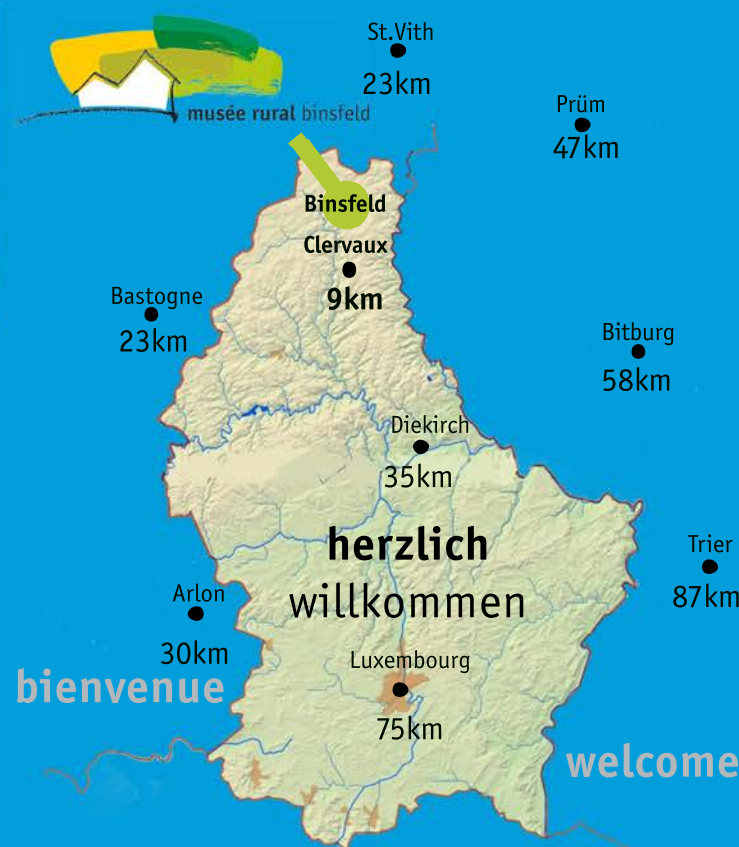 St.Vith
23km
Prüm
47km
musée rural binsfeld
Binsfeld
Clervaux
9km
Bastogne
23km
Bitburg
58km
Diekirch
35km
herzlich
willkommen
Trier
87km
Arlon
30km
Luxembourg
75km
bienvenue
welcome